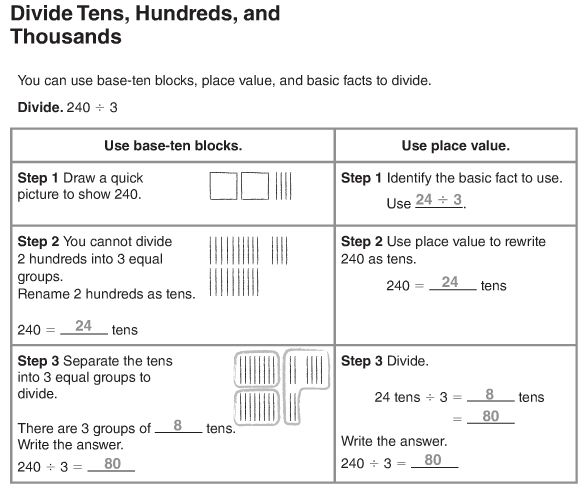 Divide Tens, Hundreds, and
Thousands
You can use base-ten blocks, place value, and basic facts to divide.
Divide. 240 ÷ 3
Use base-ten blocks.
Use place value.
Step 1 Draw a quick
picture to show 240.
Step 1 Identify the basic fact to use.
Use 24 ÷ 3.
Step 2 You cannot divide
2 hundreds into 3 equal
groups.
Rename 2 hundreds as tens.
240 = 24 tens
Step 2 Use place value to rewrite
240 as tens.
240 = 24 tens
Step 3 Separate the tens
into 3 equal groups to
divide.
There are 3 groups of 8 tens.
Write the answer.
240 ÷ 3 = 80
Step 3 Divide.
24 tens ÷ 3 = 8 tens
= 80
Write the answer.
240 ÷ 3 = 80